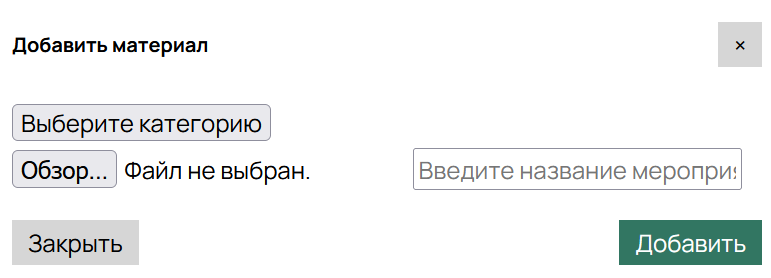 Добавить материал ×
Выберите категорию
Обзор... Файл не выбран. Введите название меропри
Закрыть Добавить